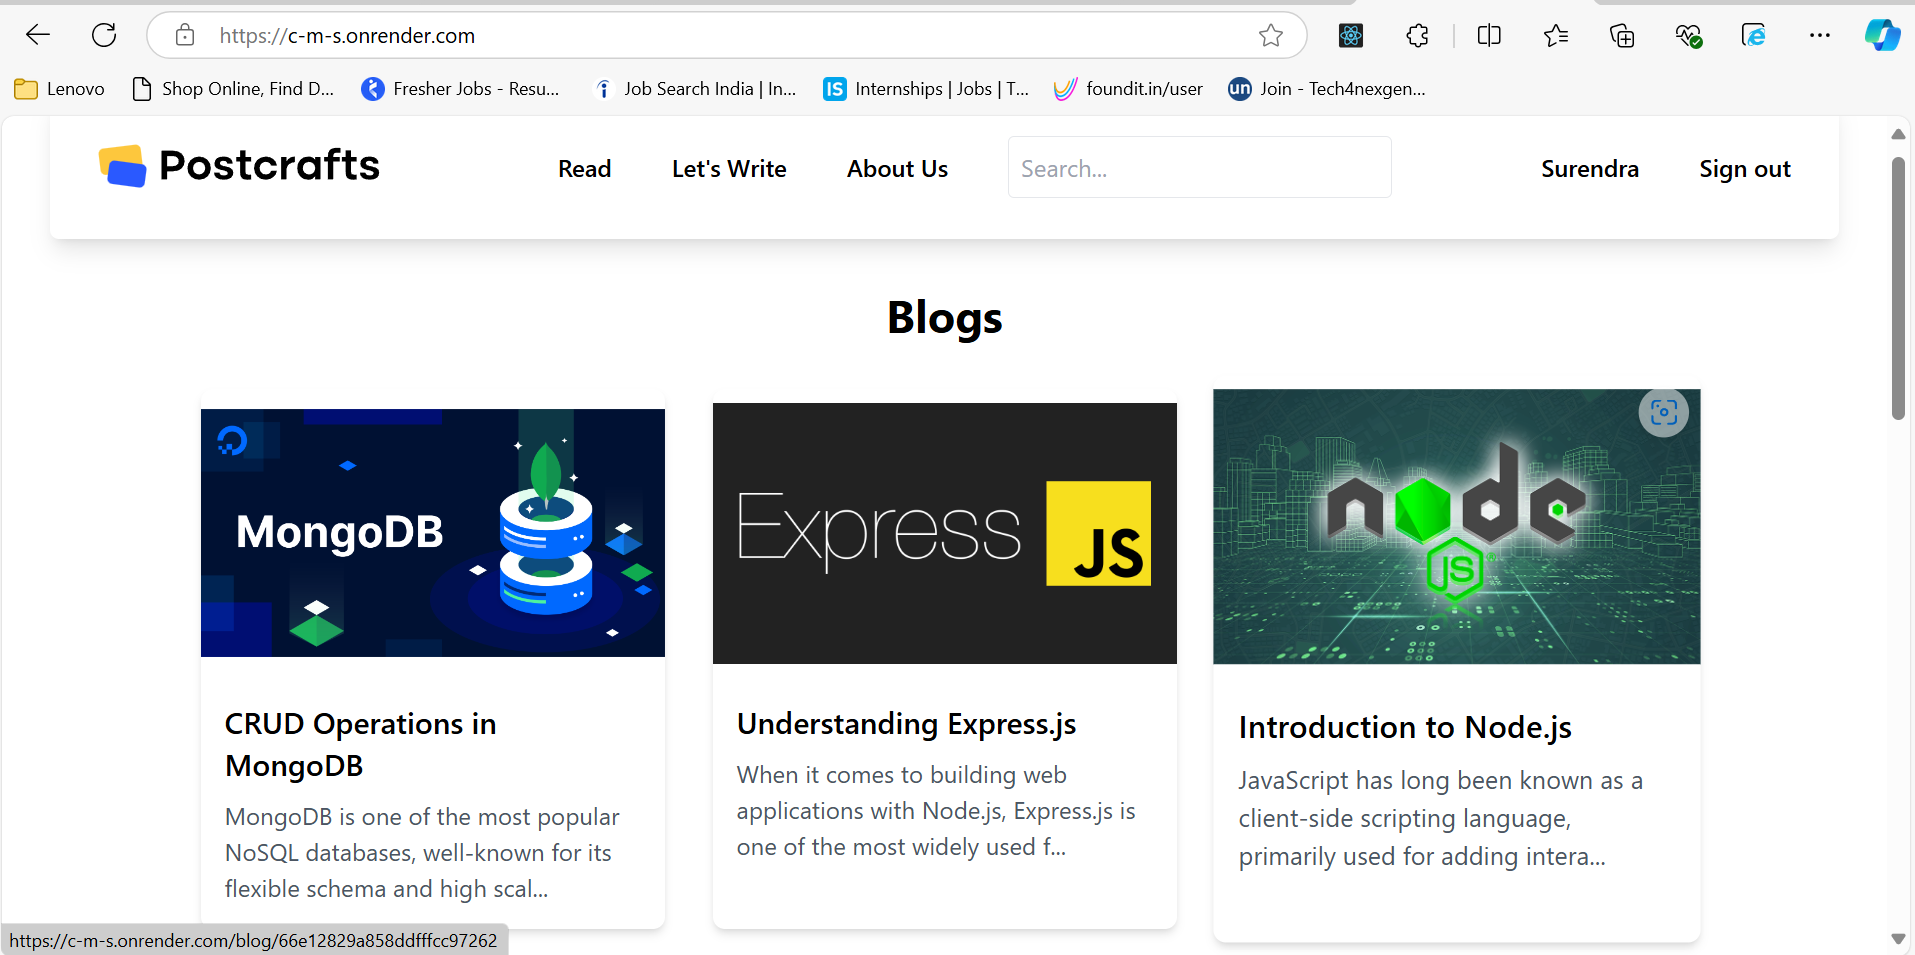 https://c-m-s.onrender.com
Lenovo
Shop Online, Find D...
Fresher Jobs - Resu...
Job Search India | In...
IS
Internships | Jobs | T...
foundit.in/user
un
Join - Tech4nexgen...
Postcrafts
Read
Let's Write
About Us
Search...
Surendra
Sign out
Blogs
MongoDB
Express
JS
node
JS
CRUD Operations in
MongoDB
MongoDB is one of the most popular
NoSQL databases, well-known for its
flexible schema and high scal...
Understanding Express.js
When it comes to building web
applications with Node.js, Express.js is
one of the most widely used f...
Introduction to Node.js
JavaScript has long been known as a
client-side scripting language,
primarily used for adding intera...
https://c-m-s.onrender.com/blog/66e12829a858ddfffcc97262